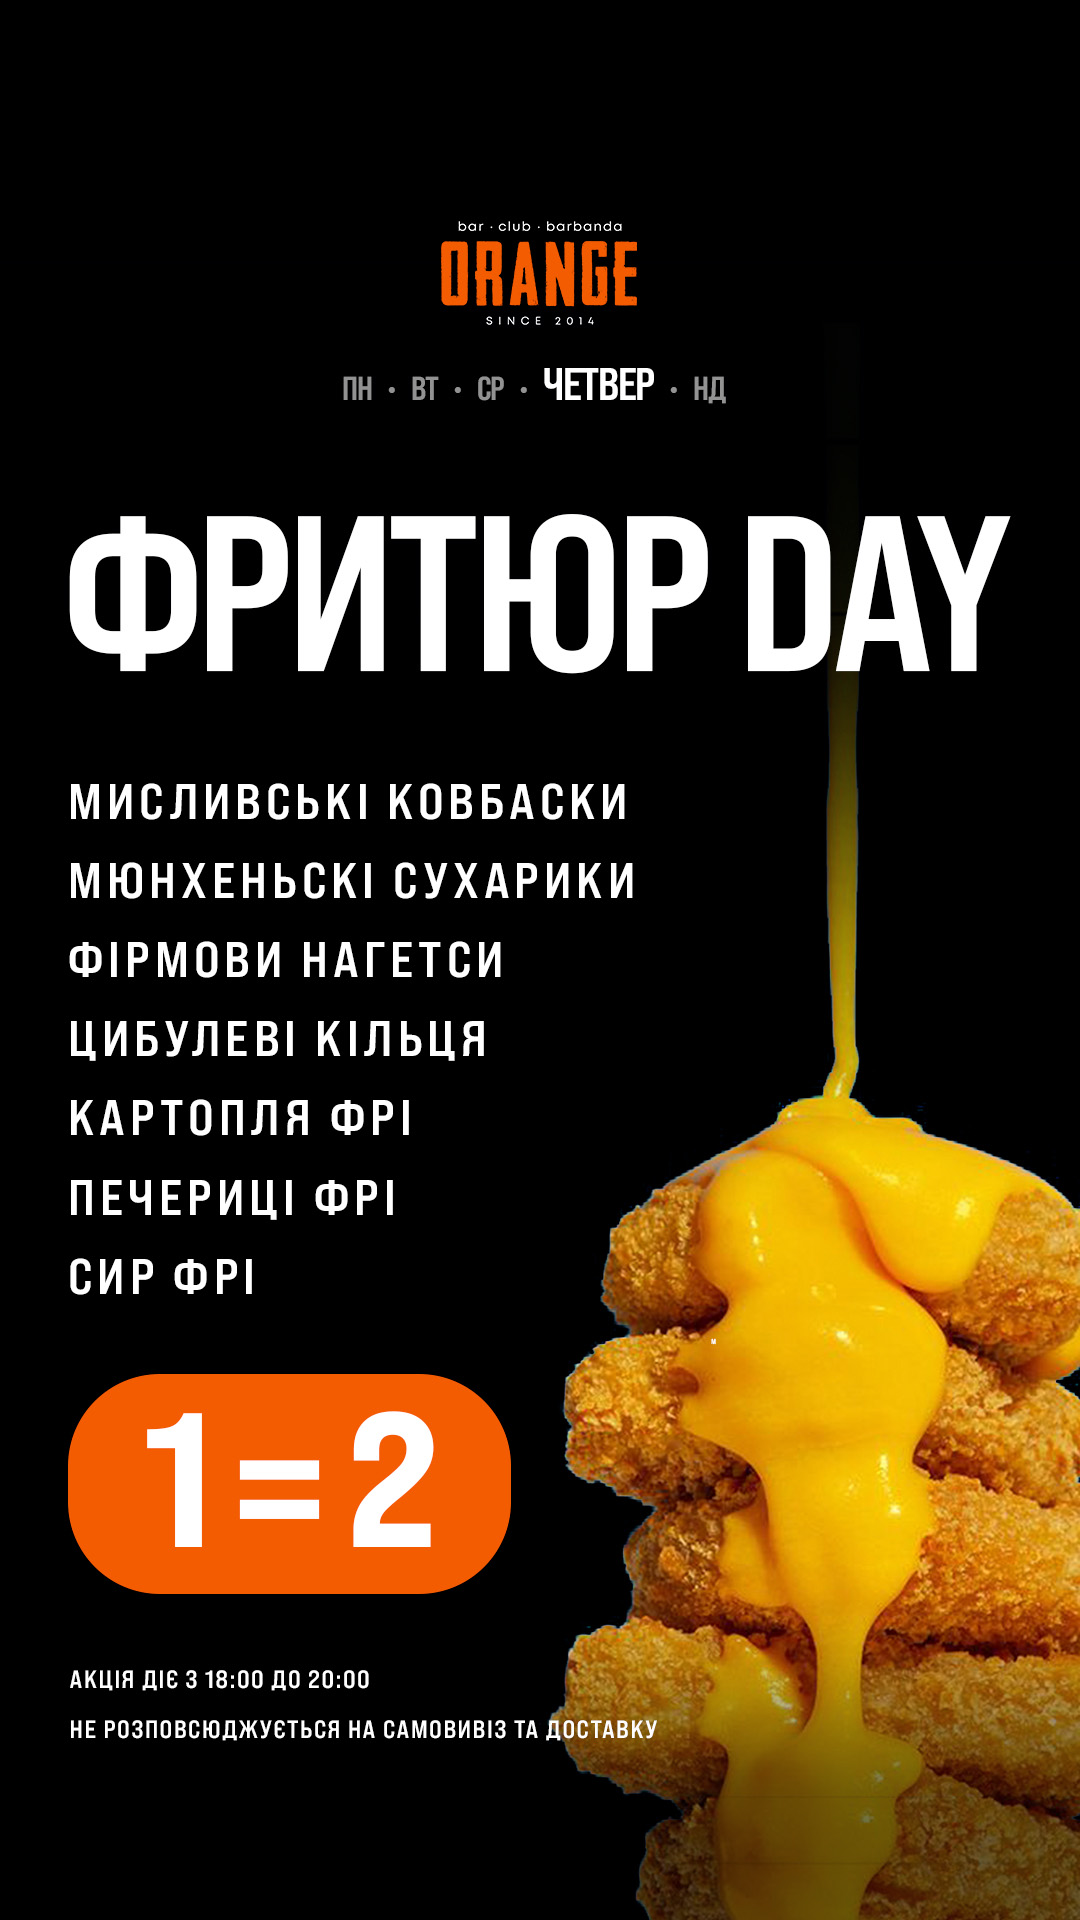 bar · club · barbanda
ORANGE
SINCE 2014
ПН · ВТ · СР · ЧЕТВЕР · НД
ФРИТЮР DAY
МИСЛИВСЬКІ КОВБАСКИ
МЮНХЕНЬСКІ СУХАРИКИ
ФІРМОВИ НАГЕТСИ
ЦИБУЛЕВІ КІЛЬЦЯ
КАРТОПЛЯ ФРІ
ПЕЧЕРИЦІ ФРІ
СИР ФРІ
1=2
АКЦІЯ ДІЄ З 18:00 ДО 20:00
НЕ РОЗПОВСЮДЖУЄТЬСЯ НА САМОВИВІЗ ТА ДОСТАВКУ